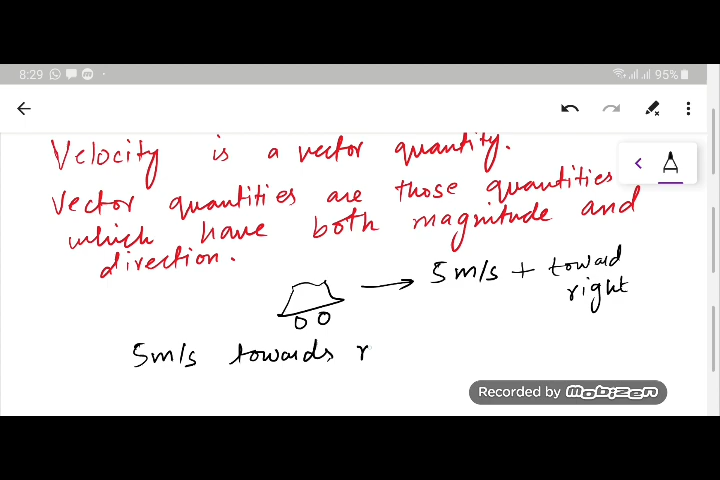 8:29 95%
Velocity is a vector quantity.
Vector quantities are those quantities
which have both magnitude and
direction.
5m/s + toward
right
5m/s towards r
Recorded by mobizen